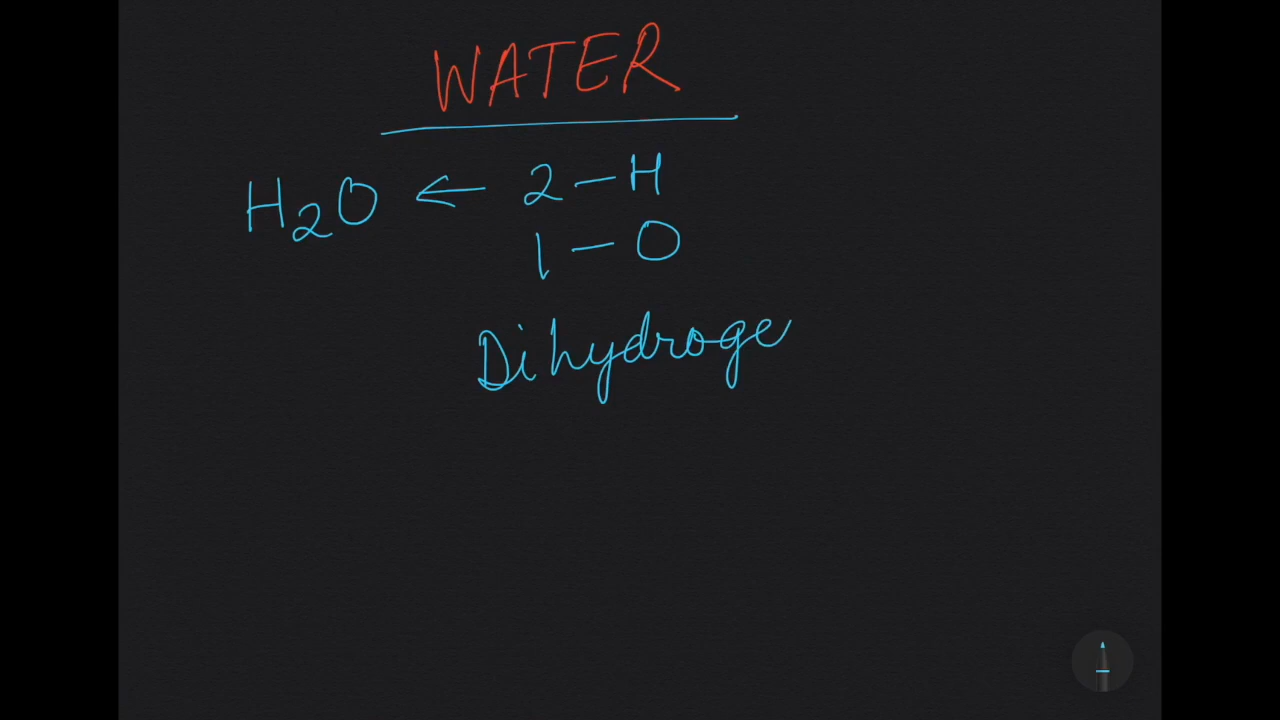 WATER
H₂O ← 2 – H
1 – O
Dihydroge